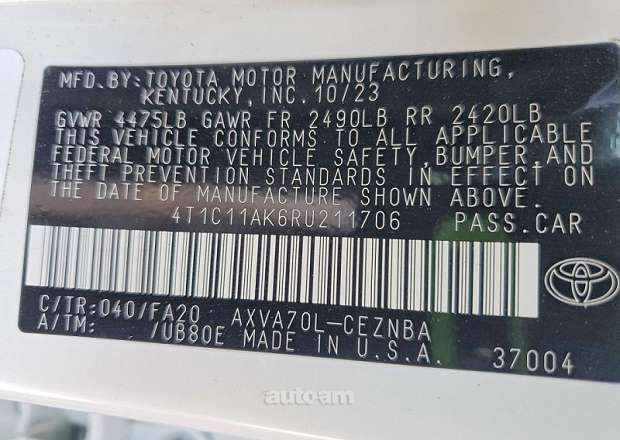 MFD.BY:TOYOTA MOTOR MANUFACTURING,
KENTUCKY,INC.10/23
GVWR 4475LB GAWR FR 2490LB RR 2420LB
THIS VEHICLE CONFORMS TO ALL APPLICABLE
FEDERAL MOTOR VEHICLE SAFETY,BUMPER,AND
THEFT PREVENTION STANDARDS IN EFFECT ON
THE DATE OF MANUFACTURE SHOWN ABOVE.
4T1C11AK6RU211706 PASS.CAR
C/TR:040/FA20 AXVA70L-CEZNBA
A/TM: /UB80E MADE IN U.S.A. 37004
auto.am